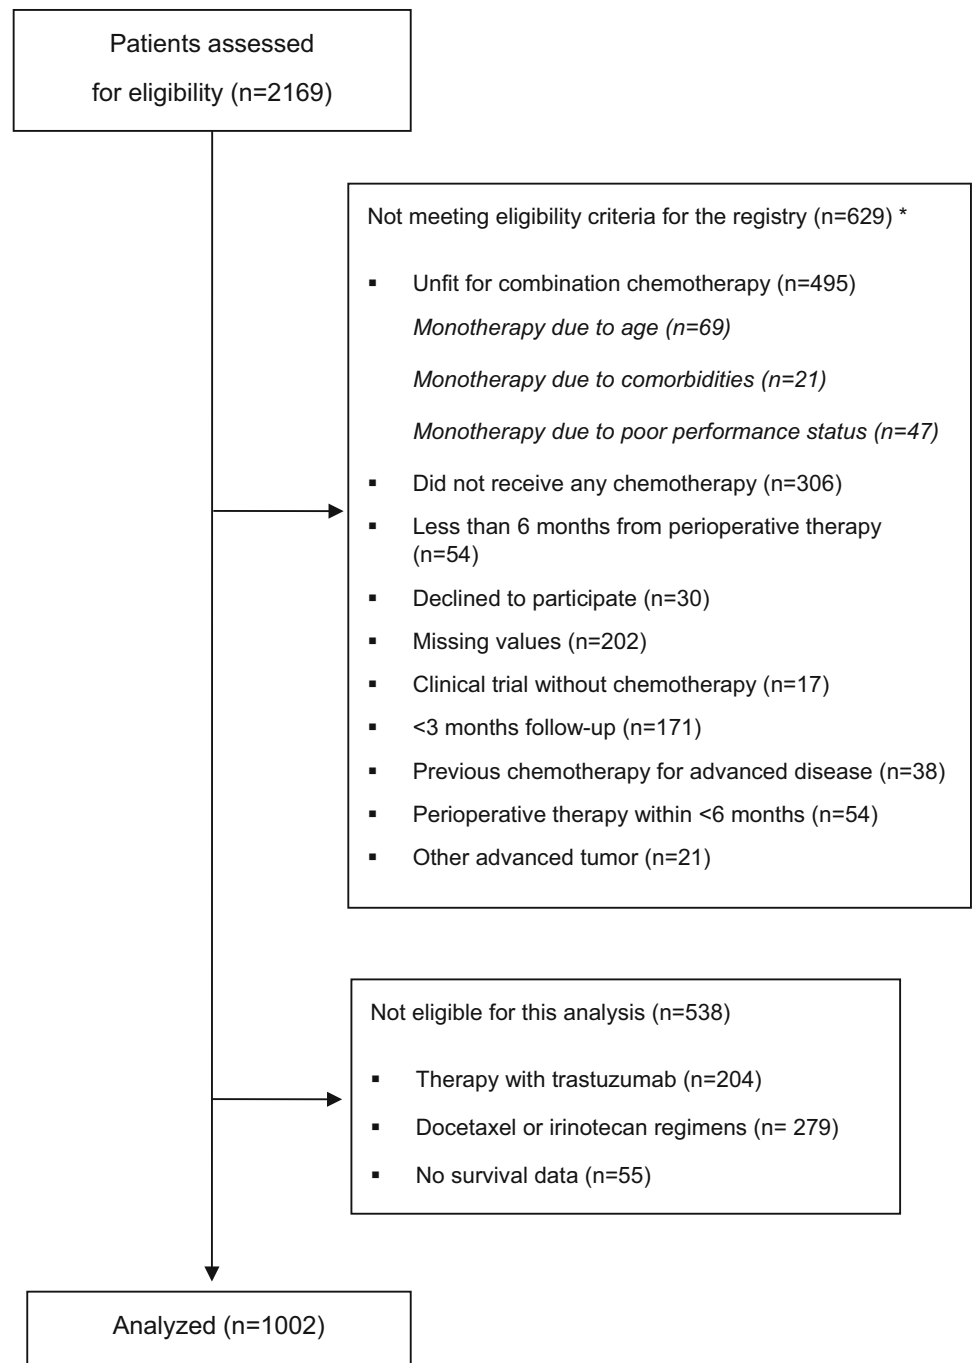 Patients assessed
for eligibility (n=2169)
Not meeting eligibility criteria for the registry (n=629) *
▪ Unfit for combination chemotherapy (n=495)
Monotherapy due to age (n=69)
Monotherapy due to comorbidities (n=21)
Monotherapy due to poor performance status (n=47)
▪ Did not receive any chemotherapy (n=306)
▪ Less than 6 months from perioperative therapy
(n=54)
▪ Declined to participate (n=30)
▪ Missing values (n=202)
▪ Clinical trial without chemotherapy (n=17)
▪ <3 months follow-up (n=171)
▪ Previous chemotherapy for advanced disease (n=38)
▪ Perioperative therapy within <6 months (n=54)
▪ Other advanced tumor (n=21)
Not eligible for this analysis (n=538)
▪ Therapy with trastuzumab (n=204)
▪ Docetaxel or irinotecan regimens (n= 279)
▪ No survival data (n=55)
Analyzed (n=1002)